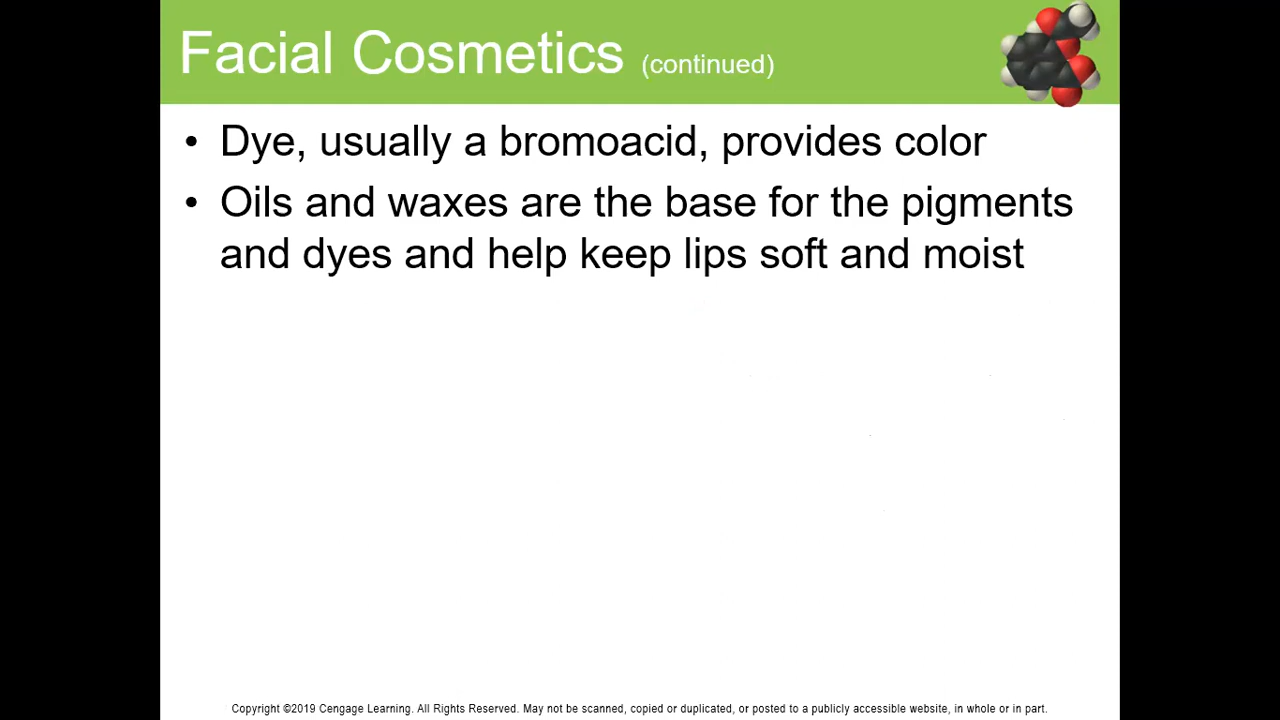 Facial Cosmetics (continued)
• Dye, usually a bromoacid, provides color
• Oils and waxes are the base for the pigments
and dyes and help keep lips soft and moist
Copyright ©2019 Cengage Learning. All Rights Reserved. May not be scanned, copied or duplicated, or posted to a publicly accessible website, in whole or in part.